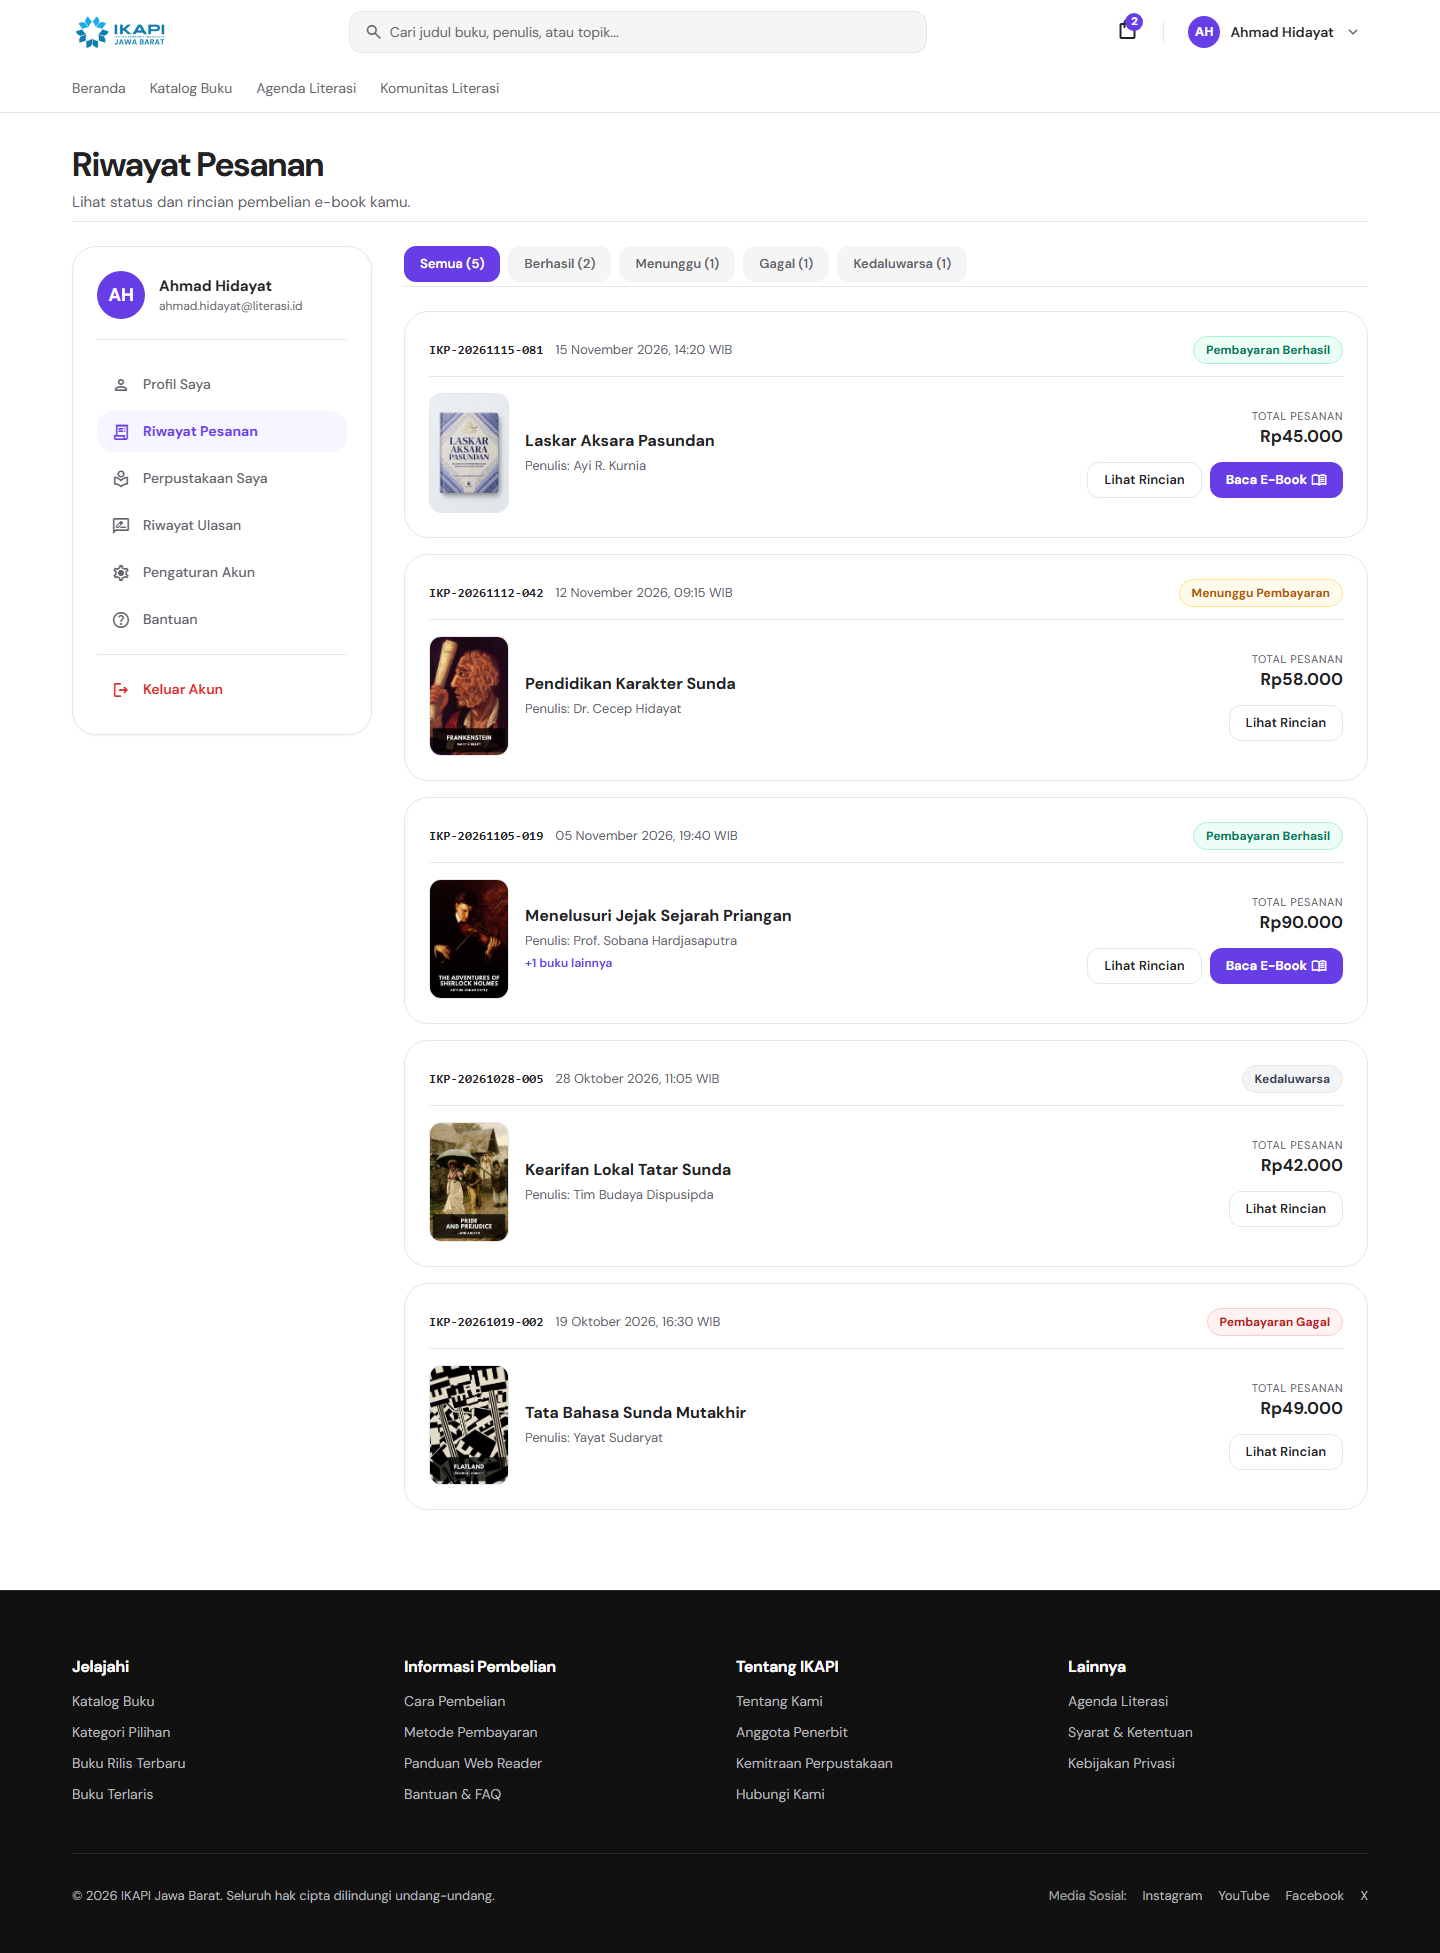 IKAPI
JAWA BARAT
Cari judul buku, penulis, atau topik...
2
AH
Ahmad Hidayat
Beranda
Katalog Buku
Agenda Literasi
Komunitas Literasi
Riwayat Pesanan
Lihat status dan rincian pembelian e-book kamu.
AH
Ahmad Hidayat
ahmad.hidayat@literasi.id
Profil Saya
Riwayat Pesanan
Perpustakaan Saya
Riwayat Ulasan
Pengaturan Akun
Bantuan
Keluar Akun
Semua (5)
Berhasil (2)
Menunggu (1)
Gagal (1)
Kedaluwarsa (1)
IKP-20261115-081 15 November 2026, 14:20 WIB
Pembayaran Berhasil
LASKAR
AKSARA
PASUNDAN
Laskar Aksara Pasundan
Penulis: Ayi R. Kurnia
TOTAL PESANAN
Rp45.000
Lihat Rincian
Baca E-Book
IKP-20261112-042 12 November 2026, 09:15 WIB
Menunggu Pembayaran
FRANKENSTEIN
Pendidikan Karakter Sunda
Penulis: Dr. Cecep Hidayat
TOTAL PESANAN
Rp58.000
Lihat Rincian
IKP-20261105-019 05 November 2026, 19:40 WIB
Pembayaran Berhasil
THE ADVENTURES OF
SHERLOCK HOLMES
Menelusuri Jejak Sejarah Priangan
Penulis: Prof. Sobana Hardjasaputra
+1 buku lainnya
TOTAL PESANAN
Rp90.000
Lihat Rincian
Baca E-Book
IKP-20261028-005 28 Oktober 2026, 11:05 WIB
Kedaluwarsa
PRIDE
AND PREJUDICE
Kearifan Lokal Tatar Sunda
Penulis: Tim Budaya Dispusipda
TOTAL PESANAN
Rp42.000
Lihat Rincian
IKP-20261019-002 19 Oktober 2026, 16:30 WIB
Pembayaran Gagal
FLATLAND
Tata Bahasa Sunda Mutakhir
Penulis: Yayat Sudaryat
TOTAL PESANAN
Rp49.000
Lihat Rincian
Jelajahi
Katalog Buku
Kategori Pilihan
Buku Rilis Terbaru
Buku Terlaris
Informasi Pembelian
Cara Pembelian
Metode Pembayaran
Panduan Web Reader
Bantuan & FAQ
Tentang IKAPI
Tentang Kami
Anggota Penerbit
Kemitraan Perpustakaan
Hubungi Kami
Lainnya
Agenda Literasi
Syarat & Ketentuan
Kebijakan Privasi
© 2026 IKAPI Jawa Barat. Seluruh hak cipta dilindungi undang-undang.
Media Sosial: Instagram YouTube Facebook X